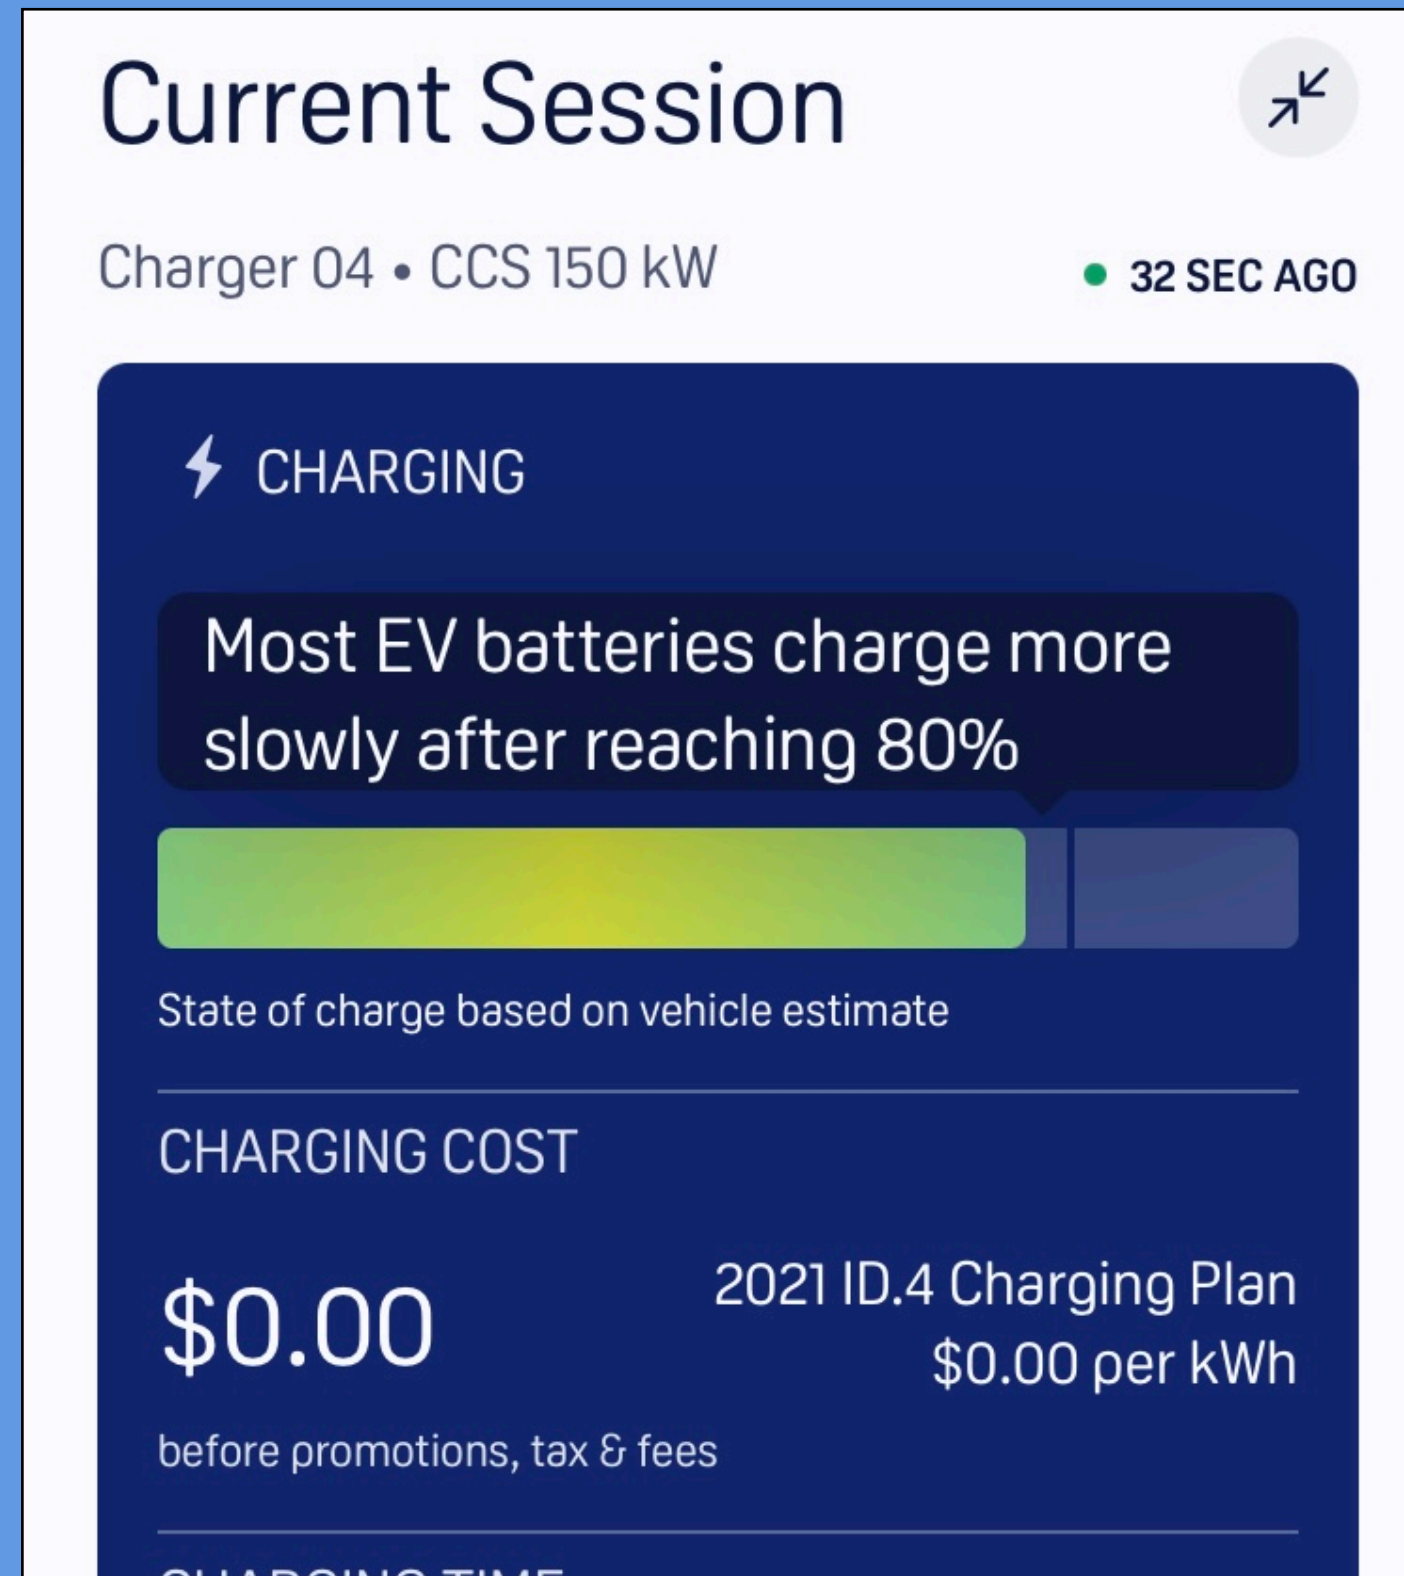 Current Session
Charger 04 • CCS 150 kW
32 SEC AGO
CHARGING
Most EV batteries charge more
slowly after reaching 80%
State of charge based on vehicle estimate
CHARGING COST
$0.00
2021 ID.4 Charging Plan
$0.00 per kWh
before promotions, tax & fees
CHARGING TIME